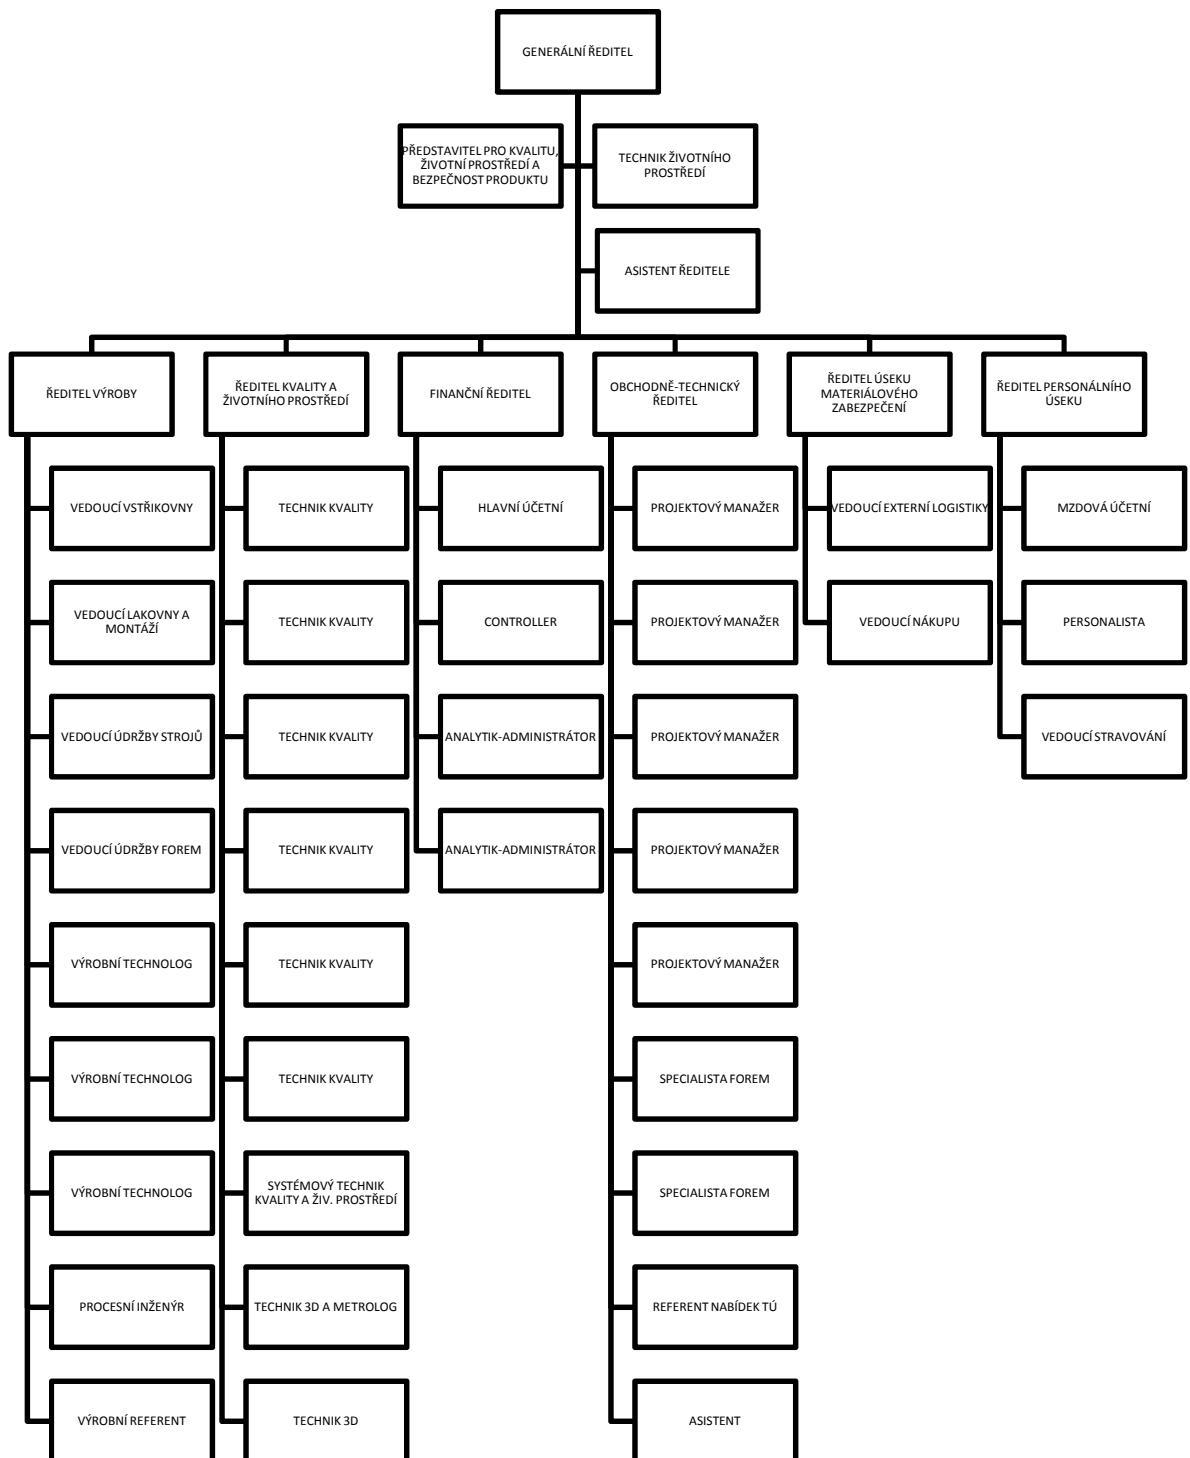 GENERÁLNÍ ŘEDITEL
PŘEDSTAVITEL PRO KVALITU,
ŽIVOTNÍ PROSTŘEDÍ A
BEZPEČNOST PRODUKTU
TECHNIK ŽIVOTNÍHO
PROSTŘEDÍ
ASISTENT ŘEDITELE
ŘEDITEL VÝROBY
ŘEDITEL KVALITY A
ŽIVOTNÍHO PROSTŘEDÍ
FINANČNÍ ŘEDITEL
OBCHODNĚ-TECHNICKÝ
ŘEDITEL
ŘEDITEL ÚSEKU
MATERIÁLOVÉHO
ZABEZPEČENÍ
ŘEDITEL PERSONÁLNÍHO
ÚSEKU
VEDOUCÍ VSTŘIKOVNY
VEDOUCÍ LAKOVNY A
MONTÁŽÍ
VEDOUCÍ ÚDRŽBY STROJŮ
VEDOUCÍ ÚDRŽBY FOREM
VÝROBNÍ TECHNOLOG
VÝROBNÍ TECHNOLOG
VÝROBNÍ TECHNOLOG
PROCESNÍ INŽENÝR
VÝROBNÍ REFERENT
TECHNIK KVALITY
TECHNIK KVALITY
TECHNIK KVALITY
TECHNIK KVALITY
TECHNIK KVALITY
TECHNIK KVALITY
SYSTÉMOVÝ TECHNIK
KVALITY A ŽIV. PROSTŘEDÍ
TECHNIK 3D A METROLOG
TECHNIK 3D
HLAVNÍ ÚČETNÍ
CONTROLLER
ANALYTIK-ADMINISTRÁTOR
ANALYTIK-ADMINISTRÁTOR
PROJEKTOVÝ MANAŽER
PROJEKTOVÝ MANAŽER
PROJEKTOVÝ MANAŽER
PROJEKTOVÝ MANAŽER
PROJEKTOVÝ MANAŽER
SPECIALISTA FOREM
SPECIALISTA FOREM
REFERENT NABÍDEK TÚ
ASISTENT
VEDOUCÍ EXTERNÍ LOGISTIKY
VEDOUCÍ NÁKUPU
MZDOVÁ ÚČETNÍ
PERSONALISTA
VEDOUCÍ STRAVOVÁNÍ